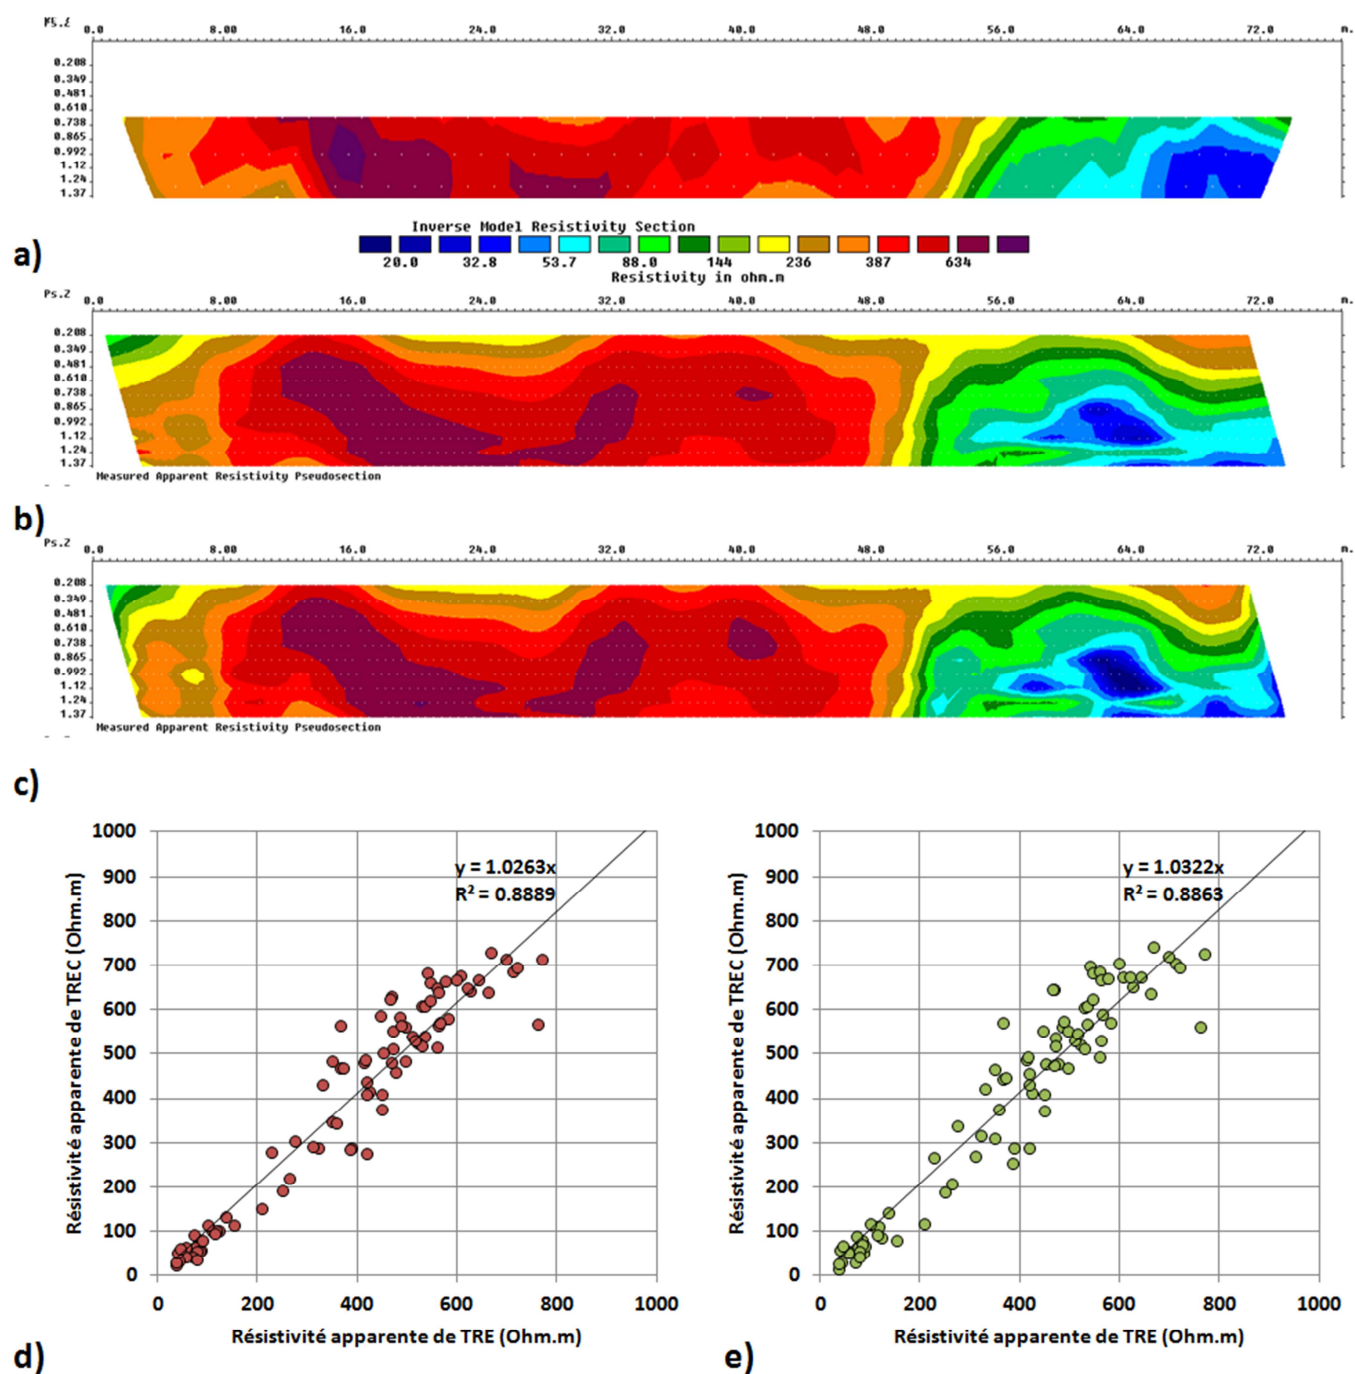 0.0 8.00 16.0 24.0 32.0 40.0 48.0 56.0 64.0 72.0 m.
0.208
0.349
0.481
0.610
0.738
0.865
0.992
1.12
1.24
1.37
Inverse Model Resistivity Section
20.0 32.8 53.7 88.0 144 236 387 634
Resistivity in ohm.m
a)
Ps.Z 0.0 8.00 16.0 24.0 32.0 40.0 48.0 56.0 64.0 72.0 m.
0.208
0.349
0.481
0.610
0.738
0.865
0.992
1.12
1.24
1.37
Measured Apparent Resistivity Pseudosection
b)
Ps.Z 0.0 8.00 16.0 24.0 32.0 40.0 48.0 56.0 64.0 72.0 m.
0.208
0.349
0.481
0.610
0.738
0.865
0.992
1.12
1.24
1.37
Measured Apparent Resistivity Pseudosection
c)
Résistivité apparente de TREC (Ohm.m)
1000
900
800
700
600
500
400
300
200
100
0
y = 1.0263x
R² = 0.8889
0 200 400 600 800 1000
Résistivité apparente de TRE (Ohm.m)
d)
Résistivité apparente de TREC (Ohm.m)
1000
900
800
700
600
500
400
300
200
100
0
y = 1.0322x
R² = 0.8863
0 200 400 600 800 1000
Résistivité apparente de TRE (Ohm.m)
e)